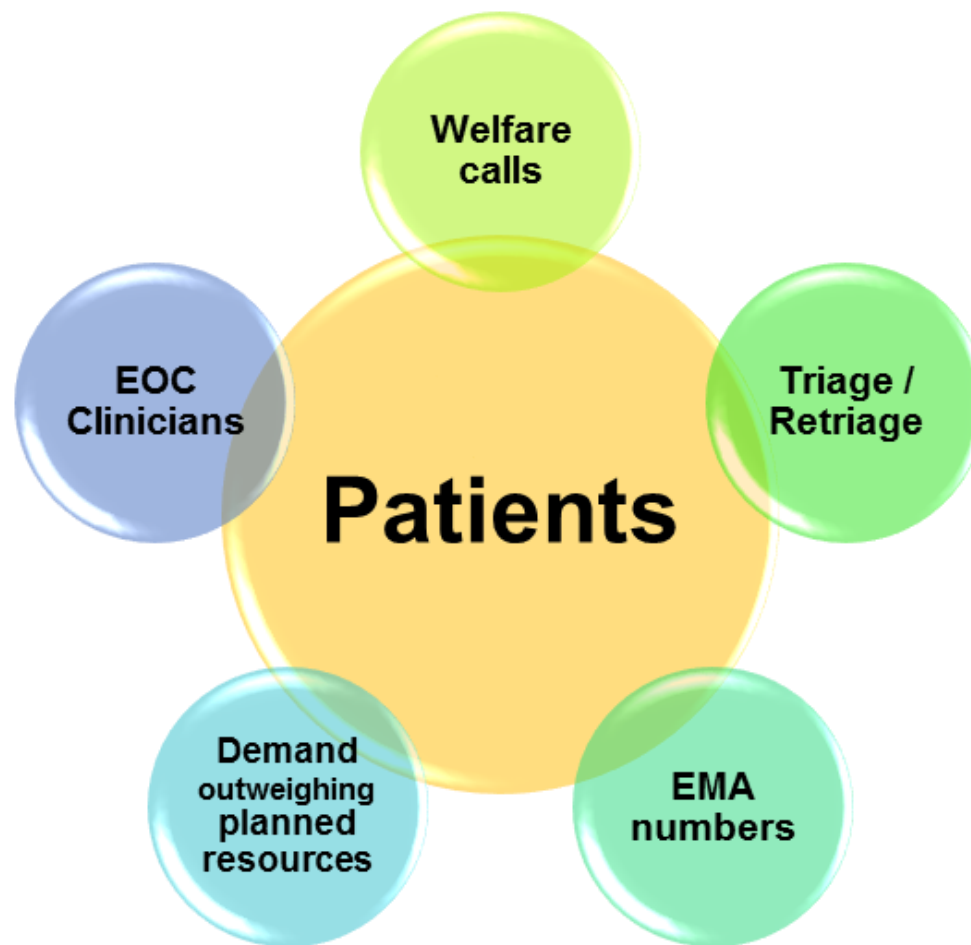 Welfare
calls
EOC
Clinicians
Triage /
Retriage
Patients
Demand
outweighing
planned
resources
EMA
numbers